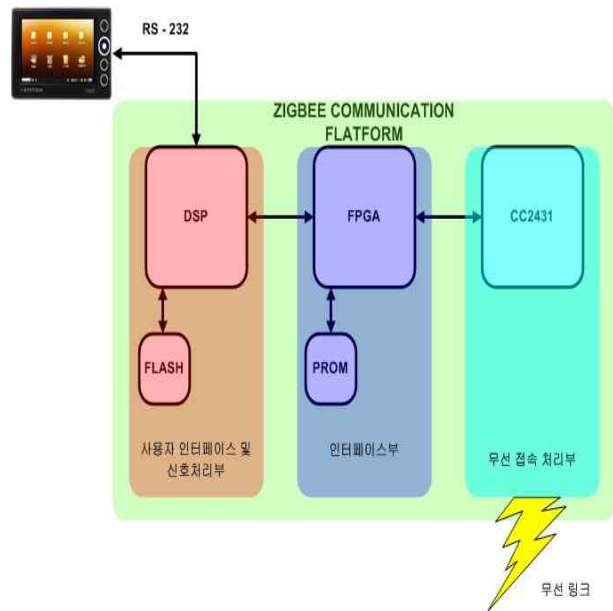 RS - 232
ZIGBEE COMMUNICATION
FLATFORM
DSP
FPGA
CC2431
FLASH
PROM
사용자 인터페이스 및
신호처리부
인터페이스부
무선 접속 처리부
무선 링크